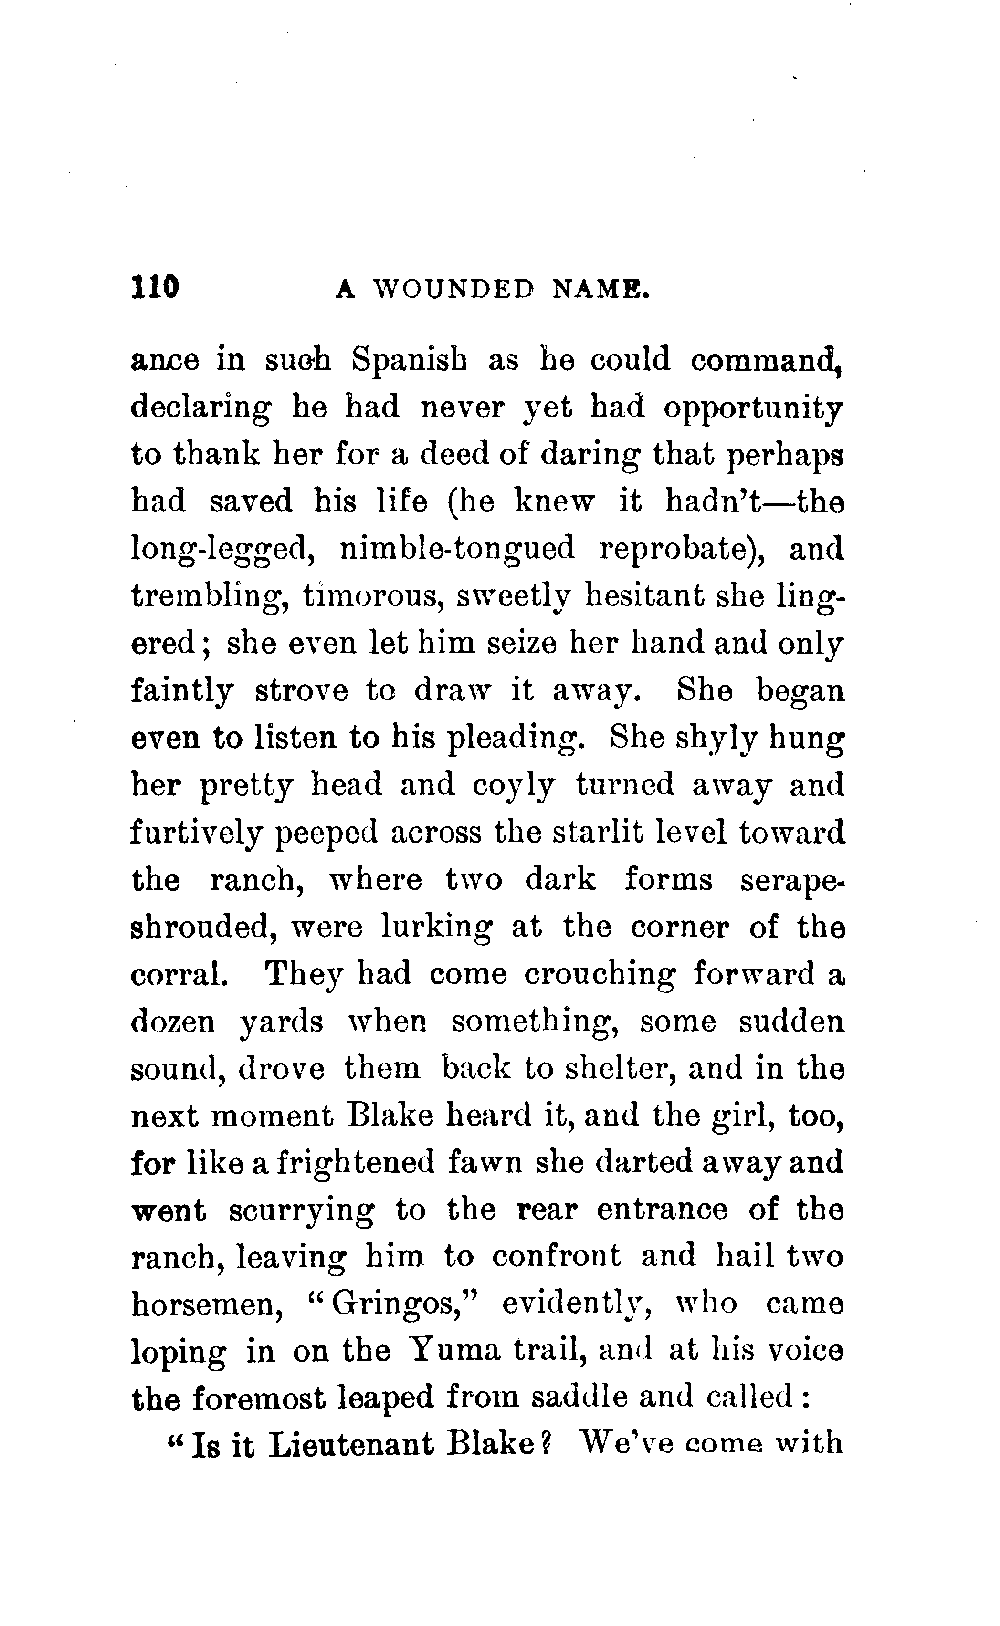 110 A WOUNDED NAME.
ance in such Spanish as he could command,
declaring he had never yet had opportunity
to thank her for a deed of daring that perhaps
had saved his life (he knew it hadn't—the
long-legged, nimble-tongued reprobate), and
trembling, timorous, sweetly hesitant she ling-
ered; she even let him seize her hand and only
faintly strove to draw it away. She began
even to listen to his pleading. She shyly hung
her pretty head and coyly turned away and
furtively peeped across the starlit level toward
the ranch, where two dark forms serape-
shrouded, were lurking at the corner of the
corral. They had come crouching forward a
dozen yards when something, some sudden
sound, drove them back to shelter, and in the
next moment Blake heard it, and the girl, too,
for like a frightened fawn she darted away and
went scurrying to the rear entrance of the
ranch, leaving him to confront and hail two
horsemen, "Gringos," evidently, who came
loping in on the Yuma trail, and at his voice
the foremost leaped from saddle and called:
"Is it Lieutenant Blake? We've come with